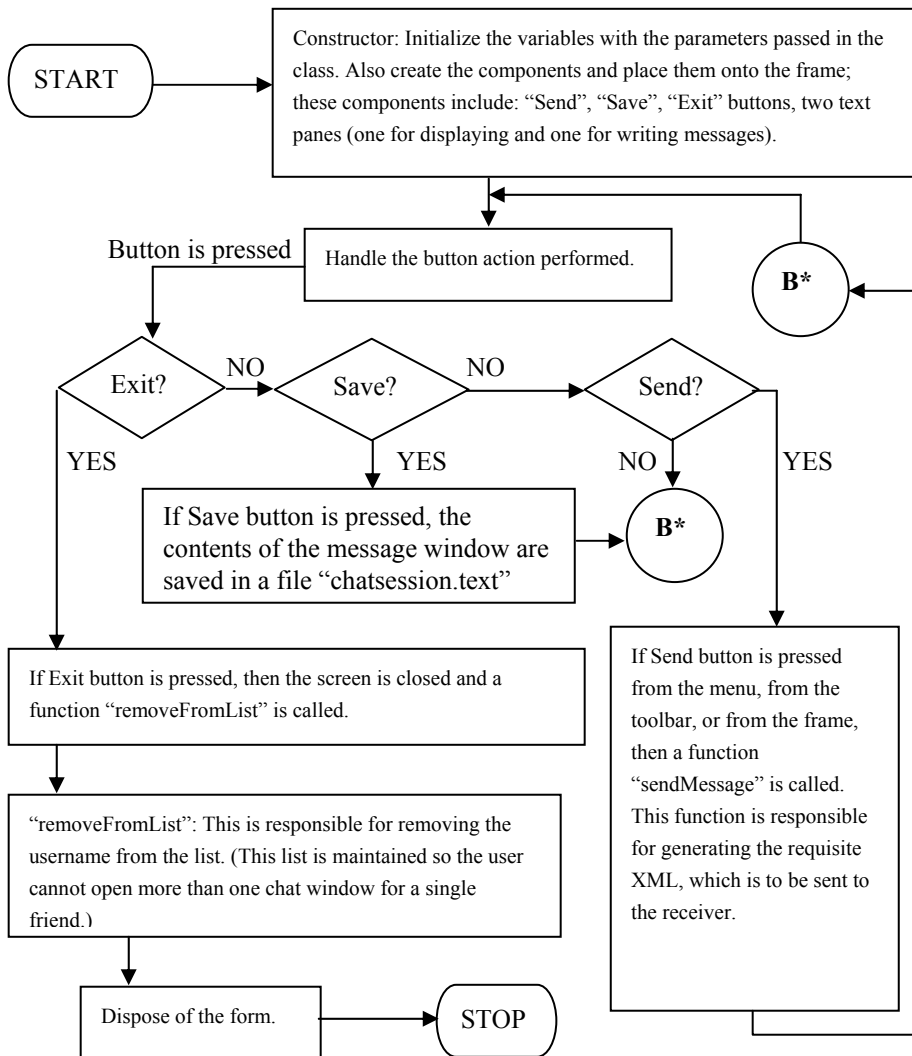 START
Constructor: Initialize the variables with the parameters passed in the
class. Also create the components and place them onto the frame;
these components include: “Send”, “Save”, “Exit” buttons, two text
panes (one for displaying and one for writing messages).
Button is pressed
Handle the button action performed.
B*
Exit?
NO
Save?
NO
Send?
YES
YES
NO
YES
If Save button is pressed, the
contents of the message window are
saved in a file “chatsession.text”
B*
If Exit button is pressed, then the screen is closed and a
function “removeFromList” is called.
If Send button is pressed
from the menu, from the
toolbar, or from the frame,
then a function
“sendMessage” is called.
This function is responsible
for generating the requisite
XML, which is to be sent to
the receiver.
“removeFromList”: This is responsible for removing the
username from the list. (This list is maintained so the user
cannot open more than one chat window for a single
friend.)
Dispose of the form.
STOP